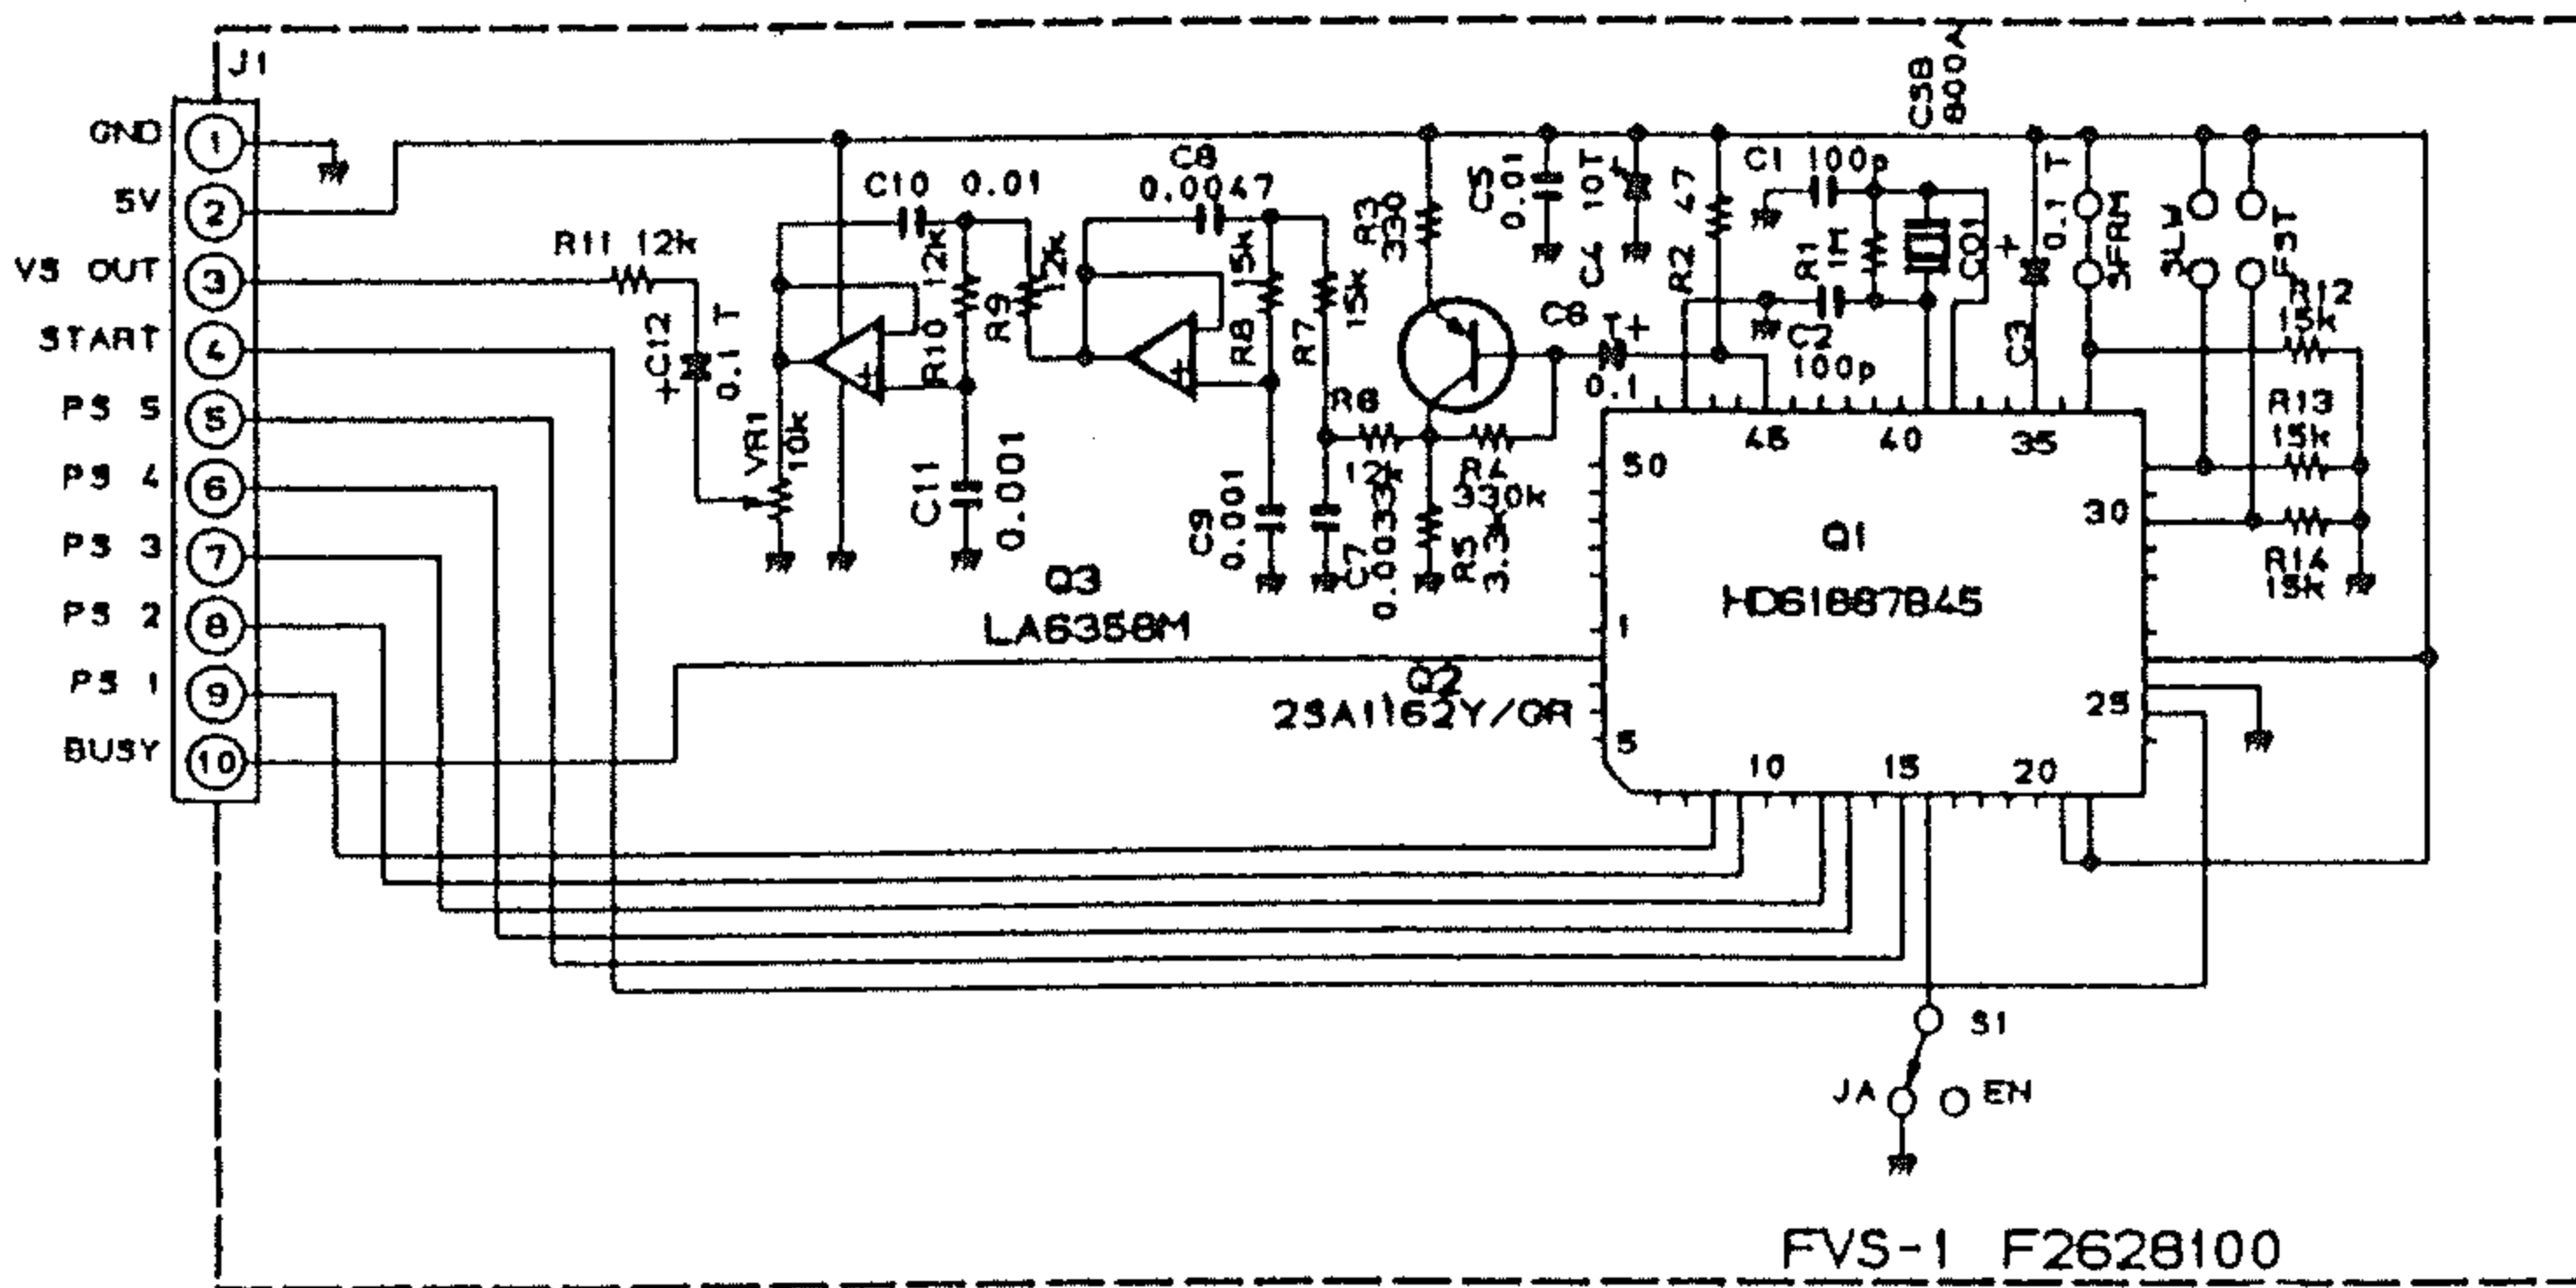 J1
GND 1
5V 2
VS OUT 3
START 4
PS 5 5
PS 4 6
PS 3 7
PS 2 8
PS 1 9
BUSY 10
R11 12k
C12
0.1 T
+
VR1
10k
C10 0.01
R10
12k
R9
12k
C11
0.001
+
C8
0.0047
R8
15k
R7
15k
C9
0.001
C7
0.0033
+
Q3
LA6358M
R3
330
R6
12k
R4
330k
R5
3.3k
C5
0.01
C4
10T
+
C6
T+
0.1
R2
47
Q2
2SA1162Y/GR
C1 100p
R1
1M
C2
100p
CO1
CSB
800A
C3
0.1 T
+
SFRM
SLW
FST
R12
15k
R13
15k
R14
15k
45
40
35
50
30
1
25
5
10
15
20
Q1
HD61887B45
S1
JA
EN
FVS-1 F2628100